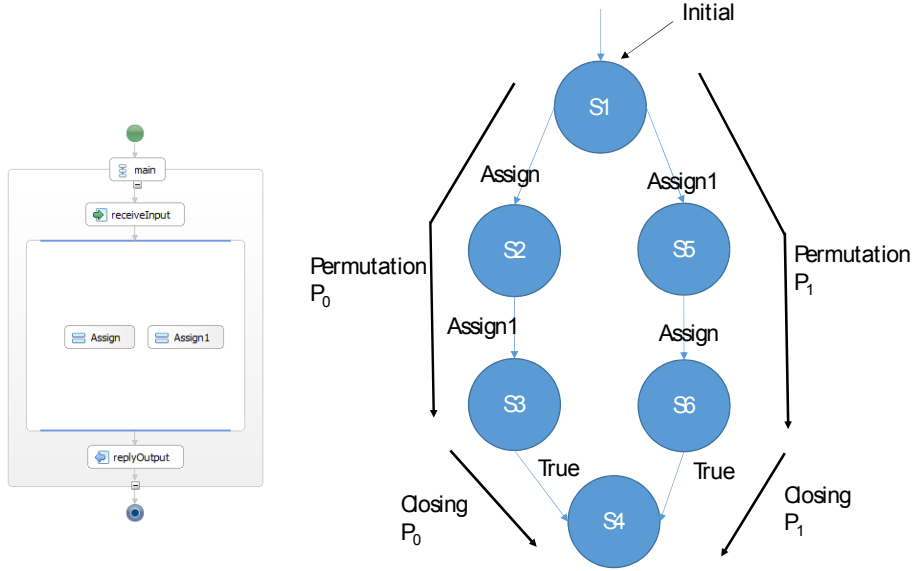 main
receiveInput
Assign
Assign1
replyOutput
Initial
S1
Assign
Assign1
S2
S5
Permutation
P0
Permutation
P1
Assign1
Assign
S3
S6
True
True
Closing
P0
Closing
P1
S4